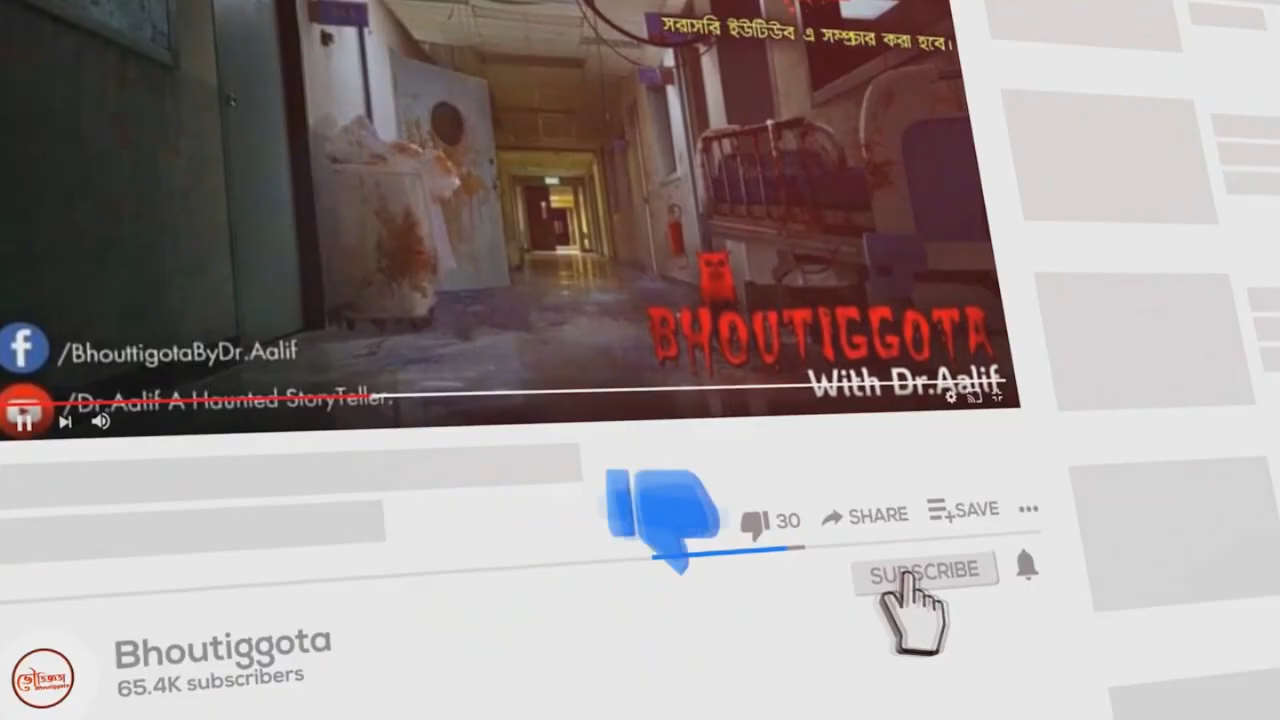 সরাসরি ইউটিউব এ সম্প্রচার করা হবে।
BHOUTIGGOTA
With Dr.Aalif
/BhouttigotaByDr.Aalif
/Dr.Aalif A Haunted StoryTeller.
30
SHARE
SAVE
SUBSCRIBE
Bhoutiggota
65.4K subscribers